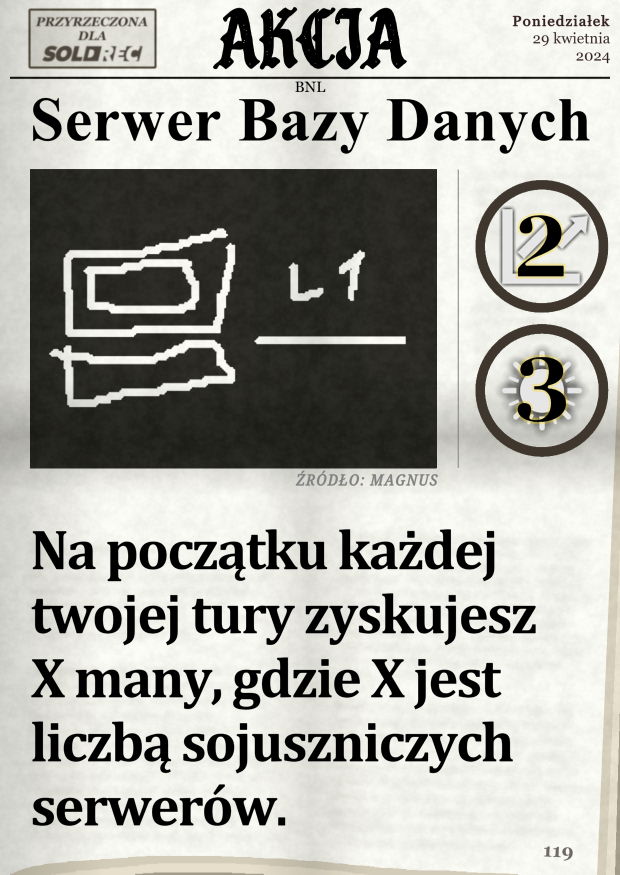 PRZYRZECZONA
DLA
SOLDREC
AKCJA
Poniedziałek
29 kwietnia
2024
BNL
Serwer Bazy Danych
L 1
2
3
ŹRÓDŁO: MAGNUS
Na początku każdej
twojej tury zyskujesz
X many, gdzie X jest
liczbą sojuszniczych
serwerów.
119